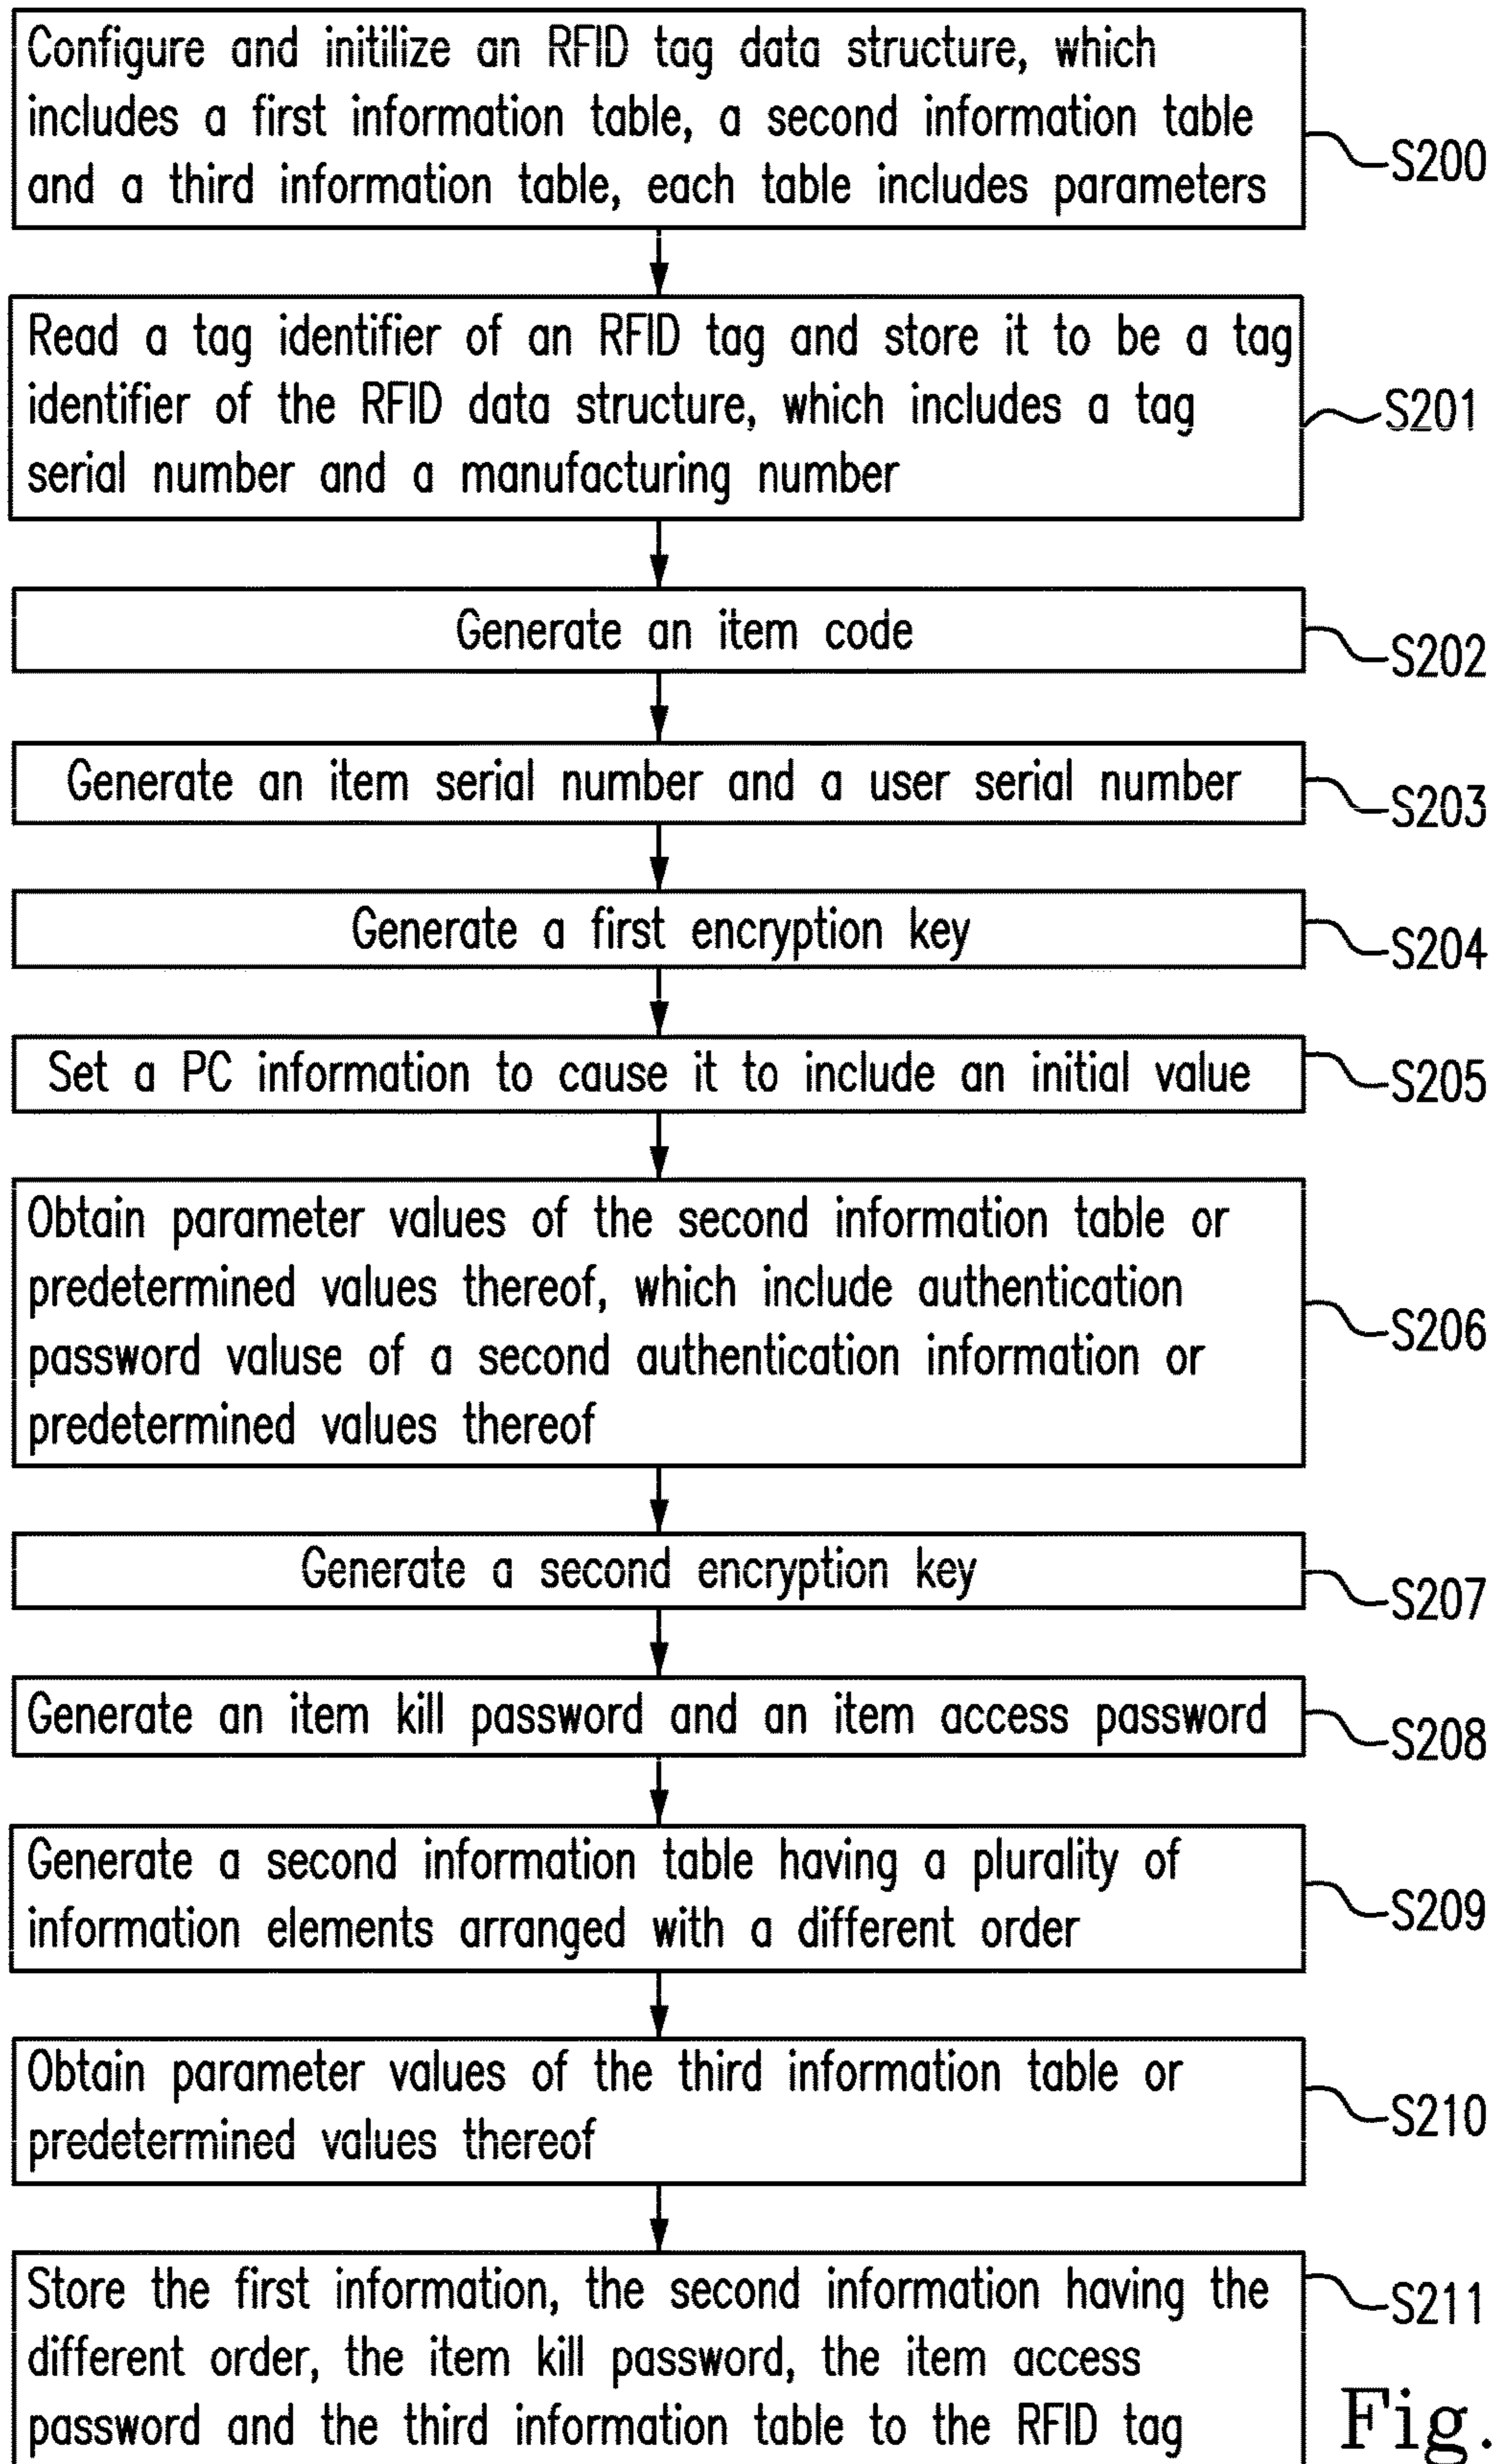 Configure and initilize an RFID tag data structure, which
includes a first information table, a second information table
and a third information table, each table includes parameters
S200
Read a tag identifier of an RFID tag and store it to be a tag
identifier of the RFID data structure, which includes a tag
serial number and a manufacturing number
S201
Generate an item code
S202
Generate an item serial number and a user serial number
S203
Generate a first encryption key
S204
Set a PC information to cause it to include an initial value
S205
Obtain parameter values of the second information table or
predetermined values thereof, which include authentication
password valuse of a second authentication information or
predetermined values thereof
S206
Generate a second encryption key
S207
Generate an item kill password and an item access password
S208
Generate a second information table having a plurality of
information elements arranged with a different order
S209
Obtain parameter values of the third information table or
predetermined values thereof
S210
Store the first information, the second information having the
different order, the item kill password, the item access
password and the third information table to the RFID tag
S211
Fig.